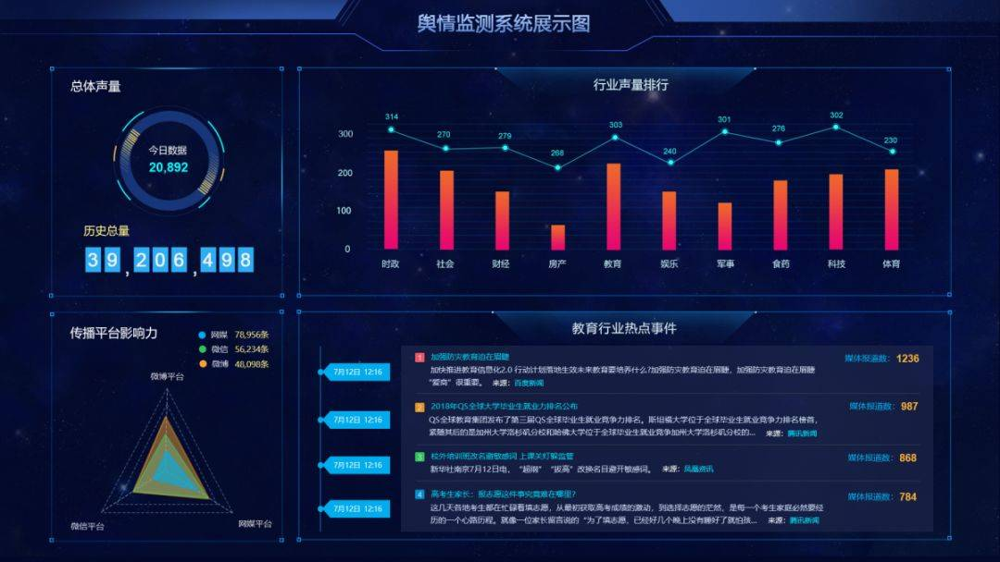 舆情监测系统展示图
总体声量
今日数据
20,892
历史总量
39,206,498
行业声量排行
314
270
279
268
303
240
301
276
302
230
300
200
100
0
时政
社会
财经
房产
教育
娱乐
军事
食药
科技
体育
传播平台影响力
网媒 78,956条
微信 56,234条
微博 48,098条
微博平台
微信平台
网媒平台
教育行业热点事件
7月12日 12:16
1 加强防灾教育迫在眉睫
媒体报道数: 1236
加快推进教育信息化2.0 行动计划落地生效未来教育要培养什么?加强防灾教育迫在眉睫，加强防灾教育迫在眉睫
“爱商”很重要。 来源：百度新闻
7月12日 12:16
2 2018年QS全球大学毕业生就业力排名公布
媒体报道数: 987
QS全球教育集团发布了第三届QS全球毕业生就业竞争力排名。斯坦福大学位于全球毕业生就业竞争力排名榜首，
紧随其后的是加州大学洛杉矶分校和哈佛大学位于全球毕业生就业竞争加州大学洛杉矶分校的... 来源：腾讯新闻
7月12日 12:16
3 校外培训班改名避敏感词 上课关灯躲监管
媒体报道数: 868
新华社南京7月12日电，“超纲”“拔高”改换名目避开敏感词。 来源：凤凰资讯
7月12日 12:16
4 高考生家长：报志愿这件事究竟难在哪里?
媒体报道数: 784
这几天各地考生都在忙碌着填志愿，从最初获取高考成绩的激动，到选择志愿的茫然，是每一个考生家庭必然要经
历的一个心路历程。就像一位家长留言说的“为了填志愿，已经好几个晚上没有睡好了就怕孩... 来源：腾讯新闻